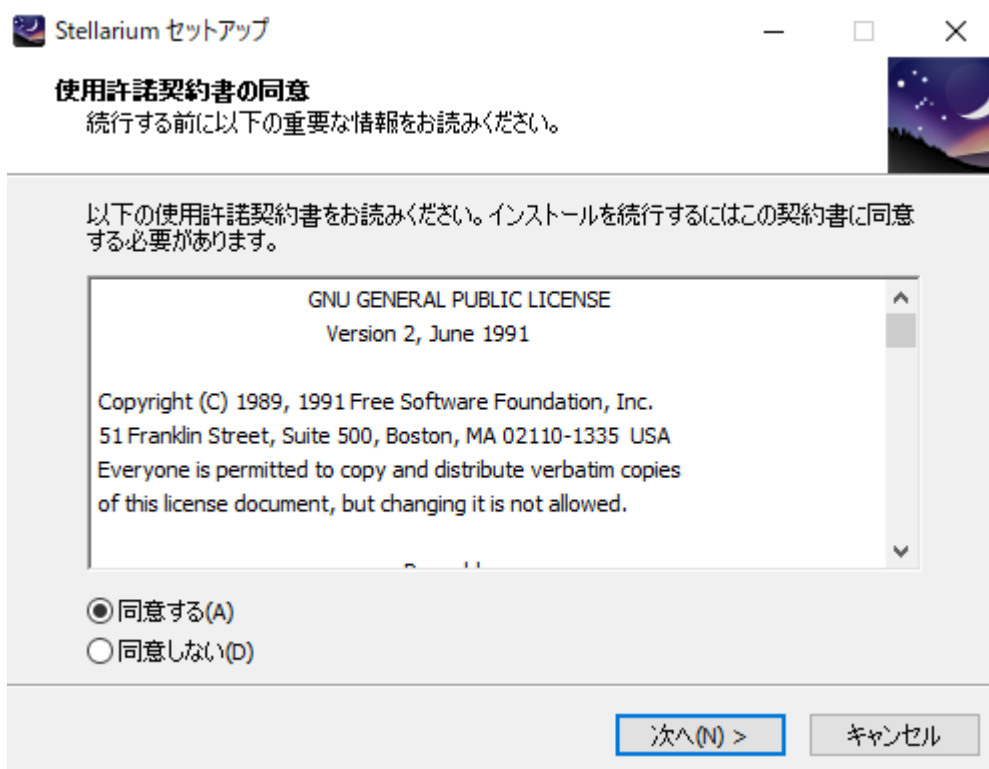 Stellarium セットアップ
使用許諾契約書の同意
続行する前に以下の重要な情報をお読みください。
以下の使用許諾契約書をお読みください。インストールを続行するにはこの契約書に同意
する必要があります。
GNU GENERAL PUBLIC LICENSE
Version 2, June 1991
Copyright (C) 1989, 1991 Free Software Foundation, Inc.
51 Franklin Street, Suite 500, Boston, MA 02110-1335 USA
Everyone is permitted to copy and distribute verbatim copies
of this license document, but changing it is not allowed.
同意する(A)
同意しない(D)
次へ(N) >
キャンセル